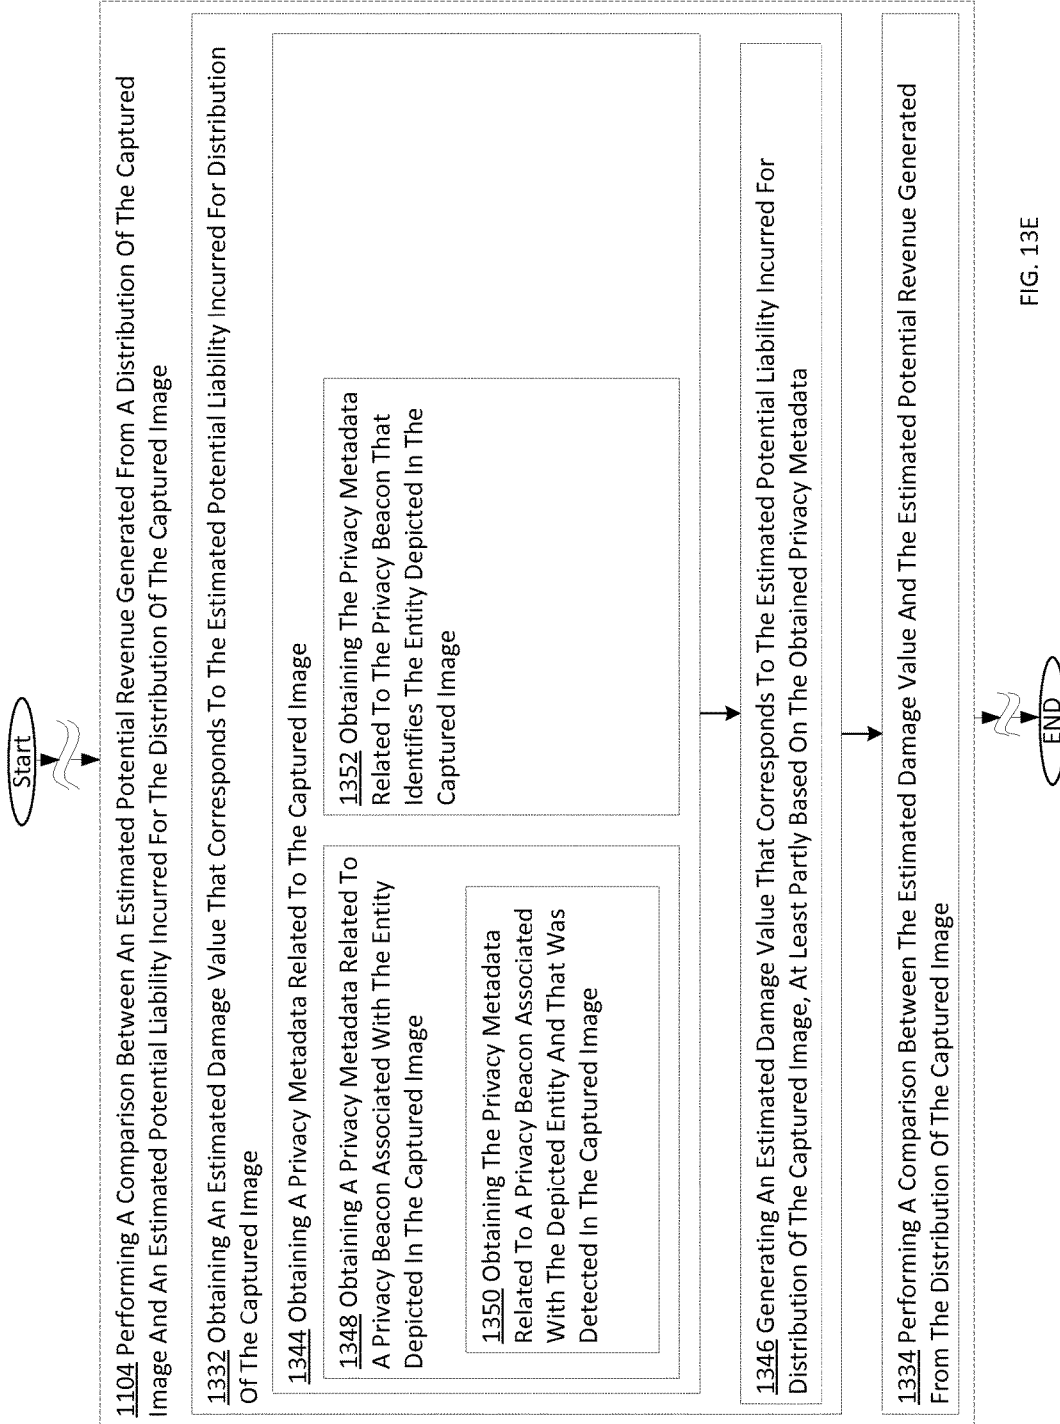 Start
1104 Performing A Comparison Between An Estimated Potential Revenue Generated From A Distribution Of The Captured
Image And An Estimated Potential Liability Incurred For The Distribution Of The Captured Image
1332 Obtaining An Estimated Damage Value That Corresponds To The Estimated Potential Liability Incurred For Distribution
Of The Captured Image
1344 Obtaining A Privacy Metadata Related To The Captured Image
1348 Obtaining A Privacy Metadata Related To
A Privacy Beacon Associated With The Entity
Depicted In The Captured Image
1350 Obtaining The Privacy Metadata
Related To A Privacy Beacon Associated
With The Depicted Entity And That Was
Detected In The Captured Image
1352 Obtaining The Privacy Metadata
Related To The Privacy Beacon That
Identifies The Entity Depicted In The
Captured Image
1346 Generating An Estimated Damage Value That Corresponds To The Estimated Potential Liability Incurred For
Distribution Of The Captured Image, At Least Partly Based On The Obtained Privacy Metadata
1334 Performing A Comparison Between The Estimated Damage Value And The Estimated Potential Revenue Generated
From The Distribution Of The Captured Image
END
FIG. 13E